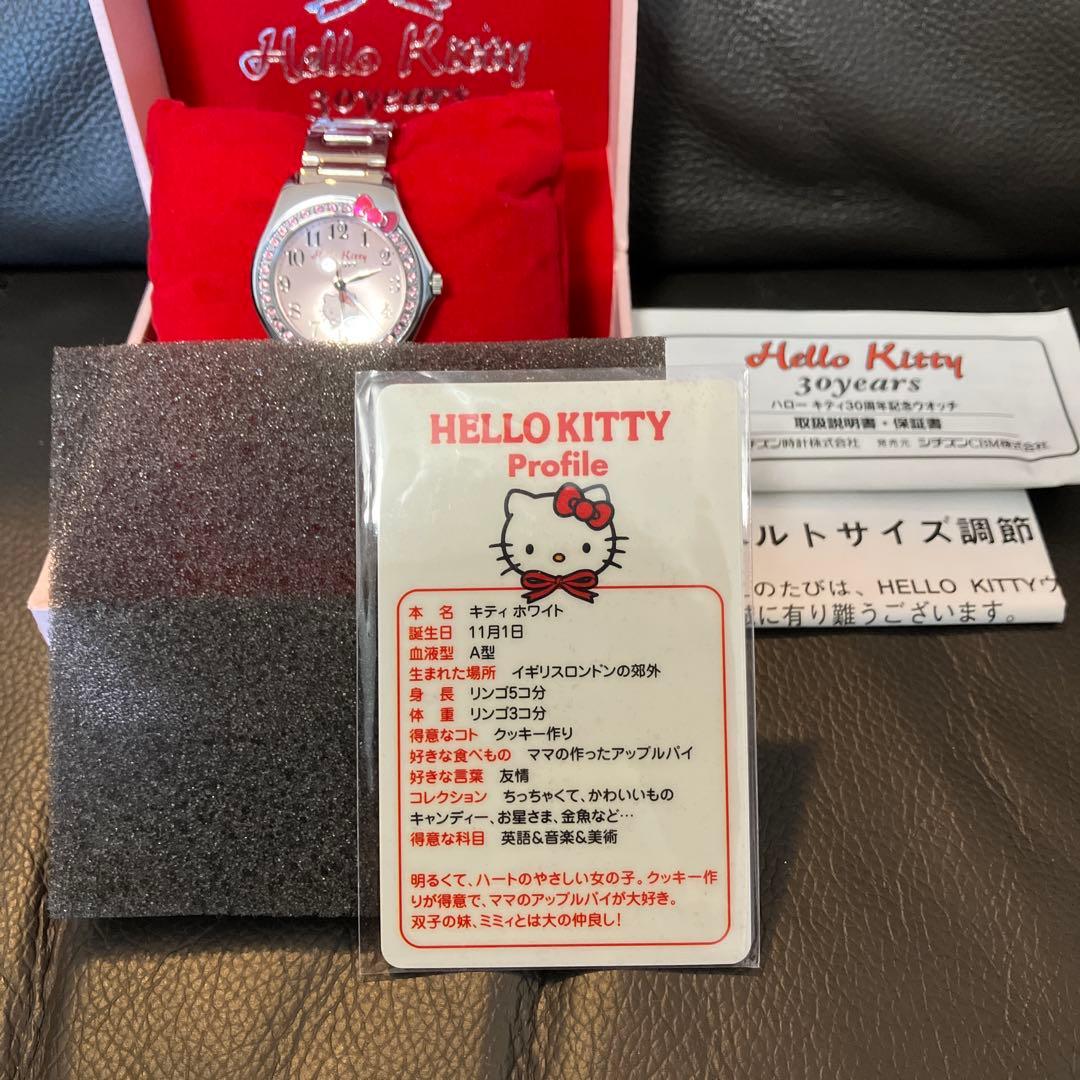 Hello Kitty
30years
12
11
10
2
9
8
Hello Kitty
Hello Kitty
30years
ハローキティ30周年記念ウオッチ
取扱説明書・保証書
チズン時計株式会社 発売元 シチズンCBM株式会社
ルトサイズ調節
のたびは、HELLO KITTYウ
に有り難うございます。
HELLO KITTY
Profile
本 名 キティ ホワイト
誕生日 11月1日
血液型 A型
生まれた場所 イギリスロンドンの郊外
身 長 リンゴ5コ分
体 重 リンゴ3コ分
得意なコト クッキー作り
好きな食べもの ママの作ったアップルパイ
好きな言葉 友情
コレクション ちっちゃくて、かわいいもの
キャンディー、お星さま、金魚など…
得意な科目 英語&音楽&美術
明るくて、ハートのやさしい女の子。クッキー作
りが得意で、ママのアップルパイが大好き。
双子の妹、ミミィとは大の仲良し!